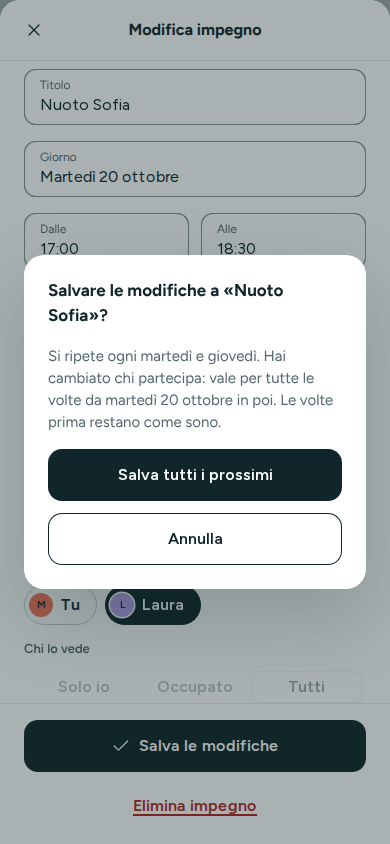 Modifica impegno
Titolo
Nuoto Sofia
Giorno
Martedì 20 ottobre
Dalle
17:00
Alle
18:30
Salvare le modifiche a «Nuoto
Sofia»?
Si ripete ogni martedì e giovedì. Hai
cambiato chi partecipa: vale per tutte le
volte da martedì 20 ottobre in poi. Le volte
prima restano come sono.
Salva tutti i prossimi
Annulla
M Tu
L Laura
Chi lo vede
Solo io
Occupato
Tutti
Salva le modifiche
Elimina impegno